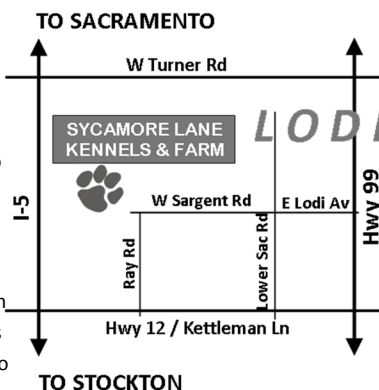 TO SACRAMENTO
W Turner Rd
SYCAMORE LANE
KENNELS & FARM
LODI
W Sargent Rd
E Lodi Av
I-5
Ray Rd
Lower Sac Rd
Hwy 99
Hwy 12 / Kettleman Ln
TO STOCKTON